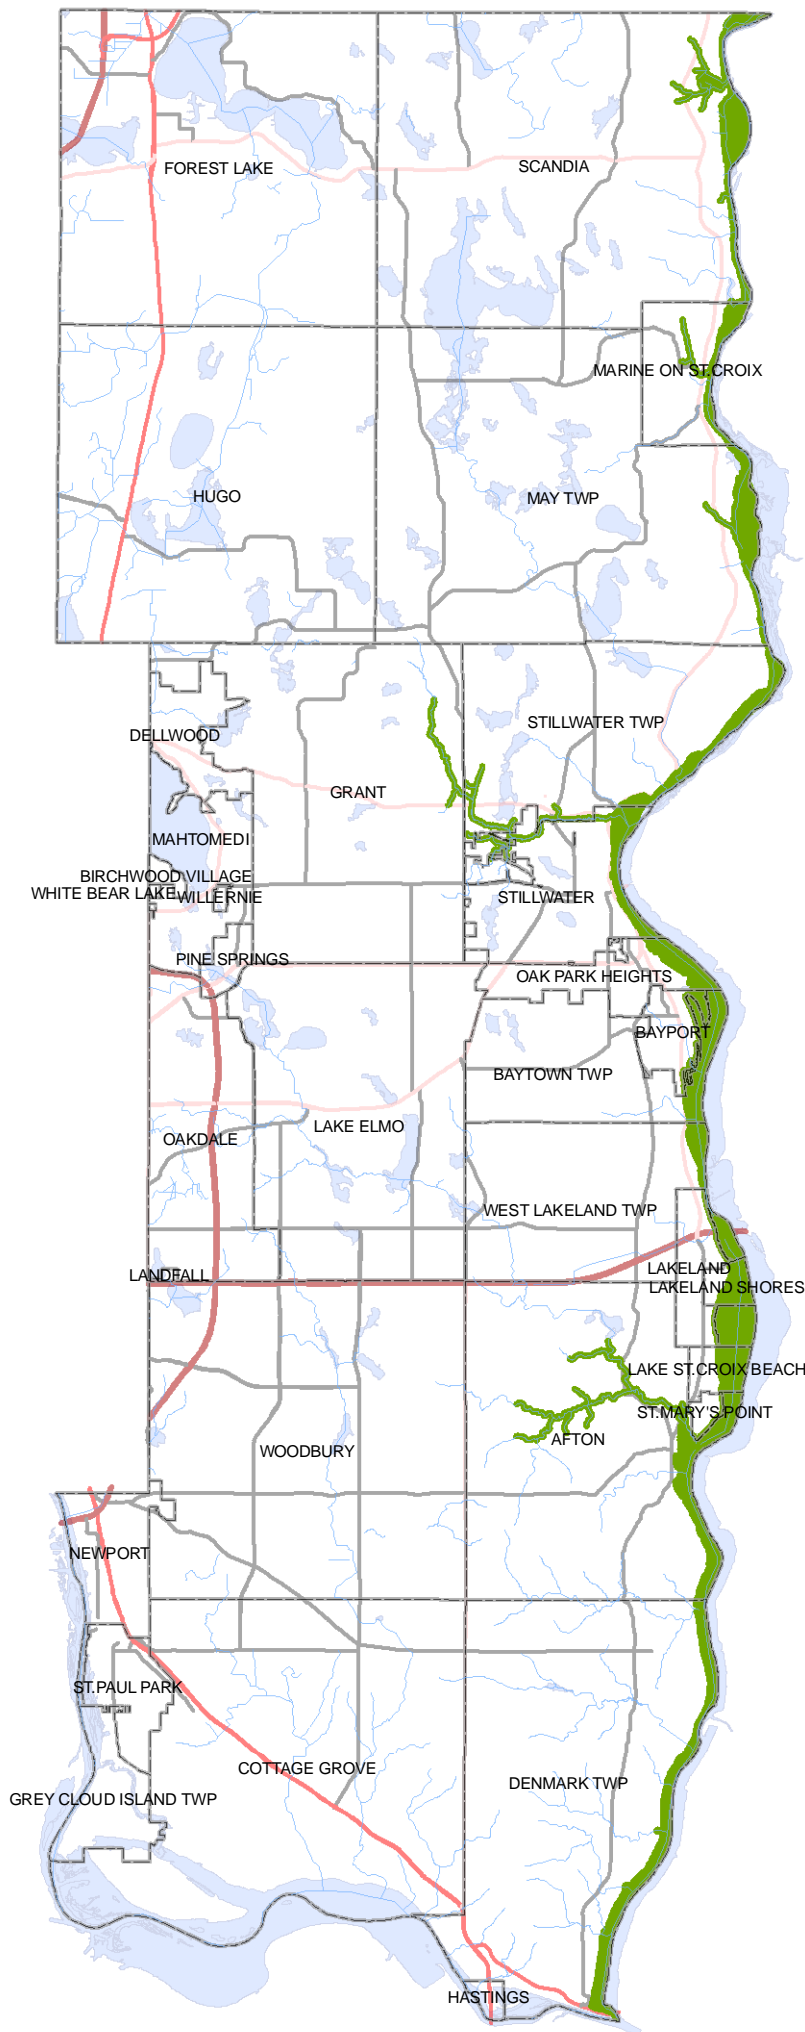 FOREST LAKE
SCANDIA
MARINE ON ST.CROIX
HUGO
MAY TWP
STILLWATER TWP
DELLWOOD
GRANT
MAHTOMEDI
BIRCHWOOD VILLAGE
WHITE BEAR LAKE
WILLERNIE
STILLWATER
PINE SPRINGS
OAK PARK HEIGHTS
BAYPORT
BAYTOWN TWP
LAKE ELMO
OAKDALE
WEST LAKELAND TWP
LANDFALL
LAKELAND
LAKELAND SHORES
LAKE ST.CROIX BEACH
ST.MARY'S POINT
AFTON
WOODBURY
NEWPORT
ST.PAUL PARK
COTTAGE GROVE
DENMARK TWP
GREY CLOUD ISLAND TWP
HASTINGS